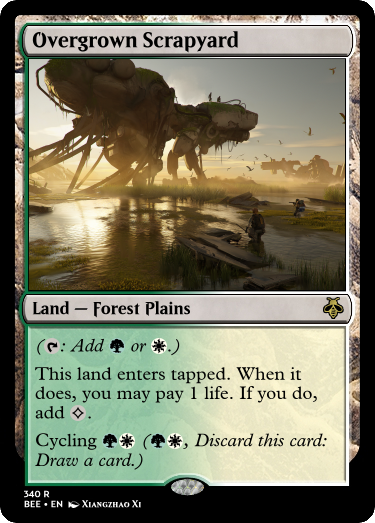 Overgrown Scrapyard
Land — Forest Plains
(: Add or .)
This land enters tapped. When it
does, you may pay 1 life. If you do,
add .
Cycling (, Discard this card:
Draw a card.)
340 R
BEE • EN Xiangzhao Xi